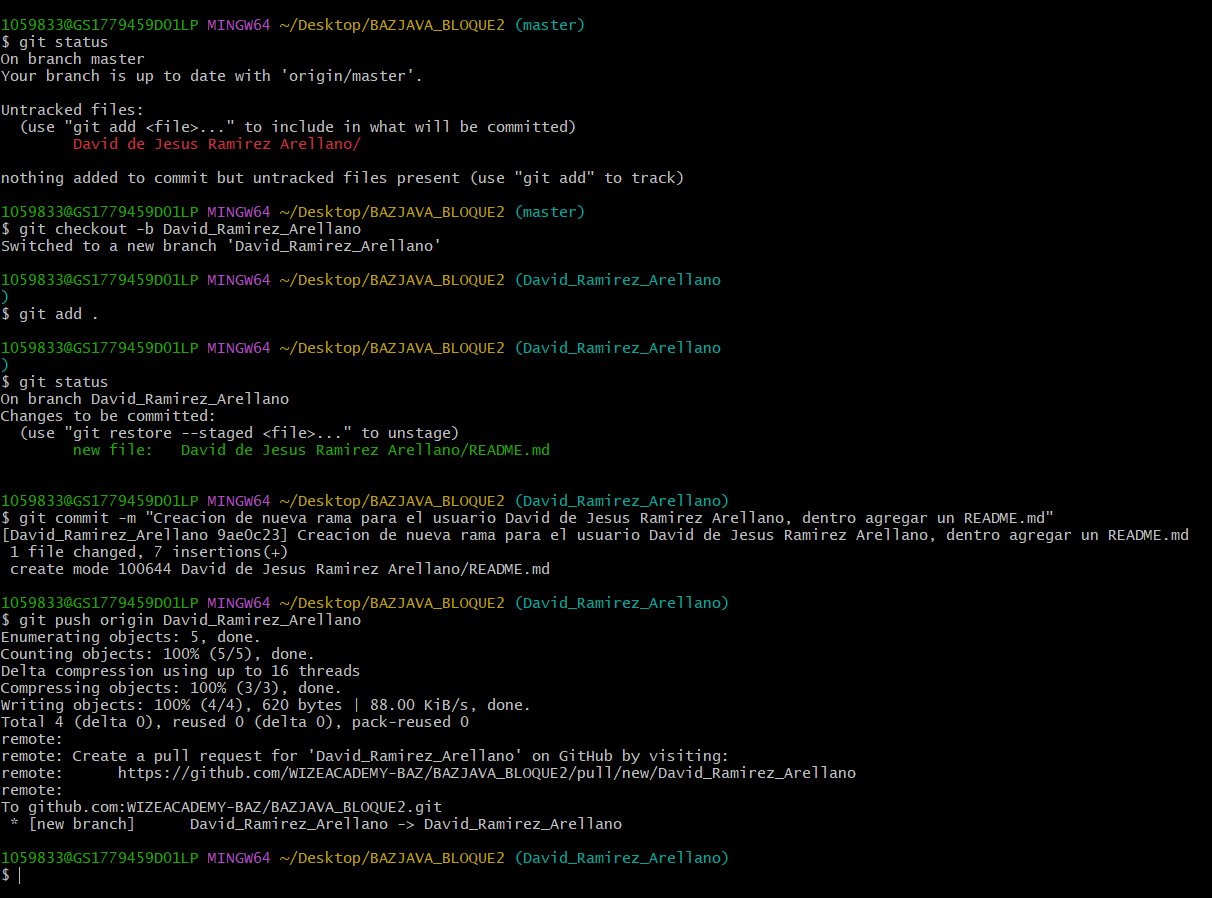 1059833@GS1779459D01LP MINGW64 ~/Desktop/BAZJAVA_BLOQUE2 (master)
$ git status
On branch master
Your branch is up to date with 'origin/master'.
Untracked files:
  (use "git add <file>..." to include in what will be committed)
        David de Jesus Ramirez Arellano/
nothing added to commit but untracked files present (use "git add" to track)
1059833@GS1779459D01LP MINGW64 ~/Desktop/BAZJAVA_BLOQUE2 (master)
$ git checkout -b David_Ramirez_Arellano
Switched to a new branch 'David_Ramirez_Arellano'
1059833@GS1779459D01LP MINGW64 ~/Desktop/BAZJAVA_BLOQUE2 (David_Ramirez_Arellano
)
$ git add .
1059833@GS1779459D01LP MINGW64 ~/Desktop/BAZJAVA_BLOQUE2 (David_Ramirez_Arellano
)
$ git status
On branch David_Ramirez_Arellano
Changes to be committed:
  (use "git restore --staged <file>..." to unstage)
        new file:   David de Jesus Ramirez Arellano/README.md
1059833@GS1779459D01LP MINGW64 ~/Desktop/BAZJAVA_BLOQUE2 (David_Ramirez_Arellano)
$ git commit -m "Creacion de nueva rama para el usuario David de Jesus Ramirez Arellano, dentro agregar un README.md"
[David_Ramirez_Arellano 9ae0c23] Creacion de nueva rama para el usuario David de Jesus Ramirez Arellano, dentro agregar un README.md
 1 file changed, 7 insertions(+)
 create mode 100644 David de Jesus Ramirez Arellano/README.md
1059833@GS1779459D01LP MINGW64 ~/Desktop/BAZJAVA_BLOQUE2 (David_Ramirez_Arellano)
$ git push origin David_Ramirez_Arellano
Enumerating objects: 5, done.
Counting objects: 100% (5/5), done.
Delta compression using up to 16 threads
Compressing objects: 100% (3/3), done.
Writing objects: 100% (4/4), 620 bytes | 88.00 KiB/s, done.
Total 4 (delta 0), reused 0 (delta 0), pack-reused 0
remote:
remote: Create a pull request for 'David_Ramirez_Arellano' on GitHub by visiting:
remote:      https://github.com/WIZEACADEMY-BAZ/BAZJAVA_BLOQUE2/pull/new/David_Ramirez_Arellano
remote:
To github.com:WIZEACADEMY-BAZ/BAZJAVA_BLOQUE2.git
 * [new branch]      David_Ramirez_Arellano -> David_Ramirez_Arellano
1059833@GS1779459D01LP MINGW64 ~/Desktop/BAZJAVA_BLOQUE2 (David_Ramirez_Arellano)
$